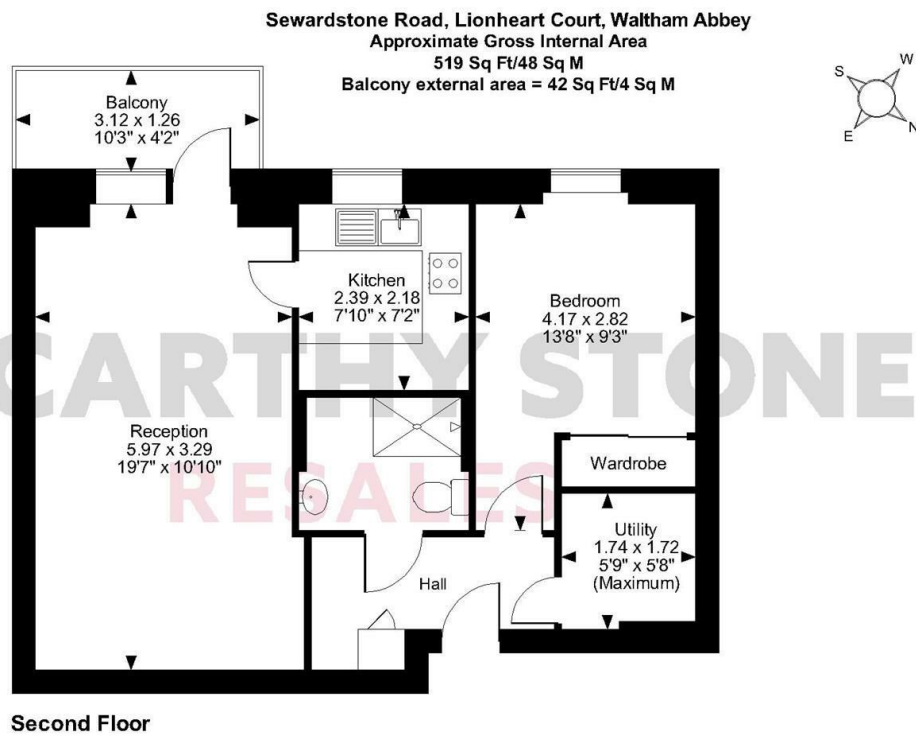 Sewardstone Road, Lionheart Court, Waltham Abbey
Approximate Gross Internal Area
519 Sq Ft/48 Sq M
Balcony external area = 42 Sq Ft/4 Sq M
S
W
E
N
Balcony
3.12 x 1.26
10'3" x 4'2"
Kitchen
2.39 x 2.18
7'10" x 7'2"
Bedroom
4.17 x 2.82
13'8" x 9'3"
CARTHY STONE
RESALES
Reception
5.97 x 3.29
19'7" x 10'10"
Wardrobe
Utility
1.74 x 1.72
5'9" x 5'8"
(Maximum)
Hall
Second Floor